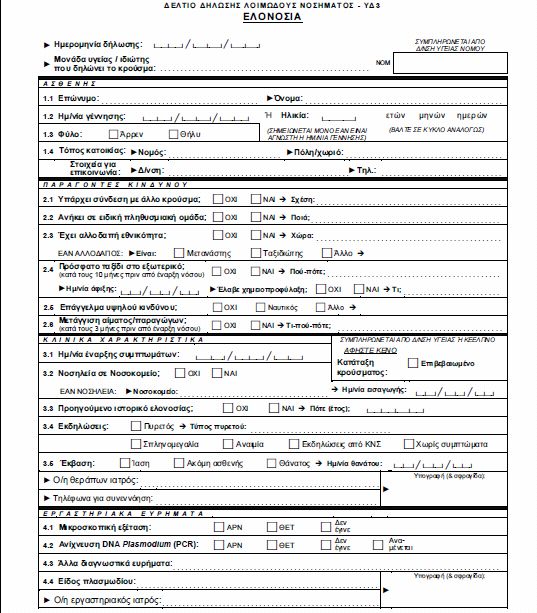 ΔΕΛΤΙΟ ΔΗΛΩΣΗΣ ΛΟΙΜΩΔΟΥΣ ΝΟΣΗΜΑΤΟΣ - ΥΔ3
ΕΛΟΝΟΣΙΑ
► Ημερομηνία δήλωσης: / /
ΣΥΜΠΛΗΡΩΝΕΤΑΙ ΑΠΟ Δ/ΝΣΗ ΥΓΕΙΑΣ ΝΟΜΟΥ
► Μονάδα υγείας / ιδιώτης που δηλώνει το κρούσμα:
ΝΟΜ
ΑΣΘΕΝΗΣ
1.1 Επώνυμο: ►Όνομα:
1.2 Ημ/νία γέννησης: / / Ή Ηλικία: ετών μηνών ημερών
(ΣΗΜΕΙΩΝΕΤΑΙ ΜΟΝΟ ΕΑΝ ΕΙΝΑΙ ΑΓΝΩΣΤΗ Η ΗΜ/ΝΙΑ ΓΕΝΝΗΣΗΣ) (ΒΑΛΤΕ ΣΕ ΚΥΚΛΟ ΑΝΑΛΟΓΩΣ)
1.3 Φύλο: Άρρεν Θήλυ
1.4 Τόπος κατοικίας: ►Νομός: ►Πόλη/χωριό:
Στοιχεία για επικοινωνία: ► Δ/νση: ► Τηλ.:
ΠΑΡΑΓΟΝΤΕΣ ΚΙΝΔΥΝΟΥ
2.1 Υπάρχει σύνδεση με άλλο κρούσμα; ΟΧΙ ΝΑΙ → Σχέση:
2.2 Ανήκει σε ειδική πληθυσμιακή ομάδα; ΟΧΙ ΝΑΙ → Ποιά;
2.3 Έχει αλλοδαπή εθνικότητα; ΟΧΙ ΝΑΙ → Χώρα:
ΕΑΝ ΑΛΛΟΔΑΠΟΣ: ►Είναι: Μετανάστης Ταξιδιώτης Άλλο →
2.4 Πρόσφατο ταξίδι στο εξωτερικό; ΟΧΙ ΝΑΙ → Πού-πότε;
(κατά τους 18 μήνες πριν από έναρξη νόσου)
►Ημ/νία άφιξης: / / ►Έλαβε χημειοπροφύλαξη; ΟΧΙ ΝΑΙ→ Τι;
2.5 Επάγγελμα υψηλού κινδύνου; ΟΧΙ Ναυτικός Άλλο →
2.6 Μετάγγιση αίματος/παραγώγων; ΟΧΙ ΝΑΙ → Τι-πού-πότε;
(κατά τους 3 μήνες πριν από έναρξη νόσου)
ΚΛΙΝΙΚΑ ΧΑΡΑΚΤΗΡΙΣΤΙΚΑ
ΣΥΜΠΛΗΡΩΝΕΤΑΙ ΑΠΟ Δ/ΝΣΗ ΥΓΕΙΑΣ Ή ΚΕΕΛΠΝΟ
ΑΦΗΣΤΕ ΚΕΝΟ
3.1 Ημ/νία έναρξης συμπτωμάτων: / /
Κατάταξη κρούσματος: Επιβεβαιωμένο
3.2 Νοσηλεία σε Νοσοκομείο; ΟΧΙ ΝΑΙ
ΕΑΝ ΝΟΣΗΛΕΙΑ: ►Νοσοκομείο: → Ημ/νία εισαγωγής: / /
3.3 Προηγούμενο ιστορικό ελονοσίας; ΟΧΙ ΝΑΙ → Πότε (έτος);
3.4 Εκδηλώσεις: Πυρετός → Τύπος πυρετού:
Σπληνομεγαλία Αναιμία Εκδηλώσεις από ΚΝΣ Χωρίς συμπτώματα
3.5 Έκβαση: Ίαση Ακόμη ασθενής Θάνατος → Ημ/νία θανάτου: / /
► Ο/η θεράπων ιατρός:
Υπογραφή (& σφραγίδα):
► Τηλέφωνα για συνεννόηση:
►
ΕΡΓΑΣΤΗΡΙΑΚΑ ΕΥΡΗΜΑΤΑ
4.1 Μικροσκοπική εξέταση: ΑΡΝ ΘΕΤ Δεν έγινε
4.2 Ανίχνευση DNA Plasmodium (PCR): ΑΡΝ ΘΕΤ Δεν έγινε Ανα-μένεται
4.3 Άλλα διαγνωστικά ευρήματα:
4.4 Είδος πλασμωδίου:
Υπογραφή (& σφραγίδα):
► Ο/η εργαστηριακός ιατρός:
►